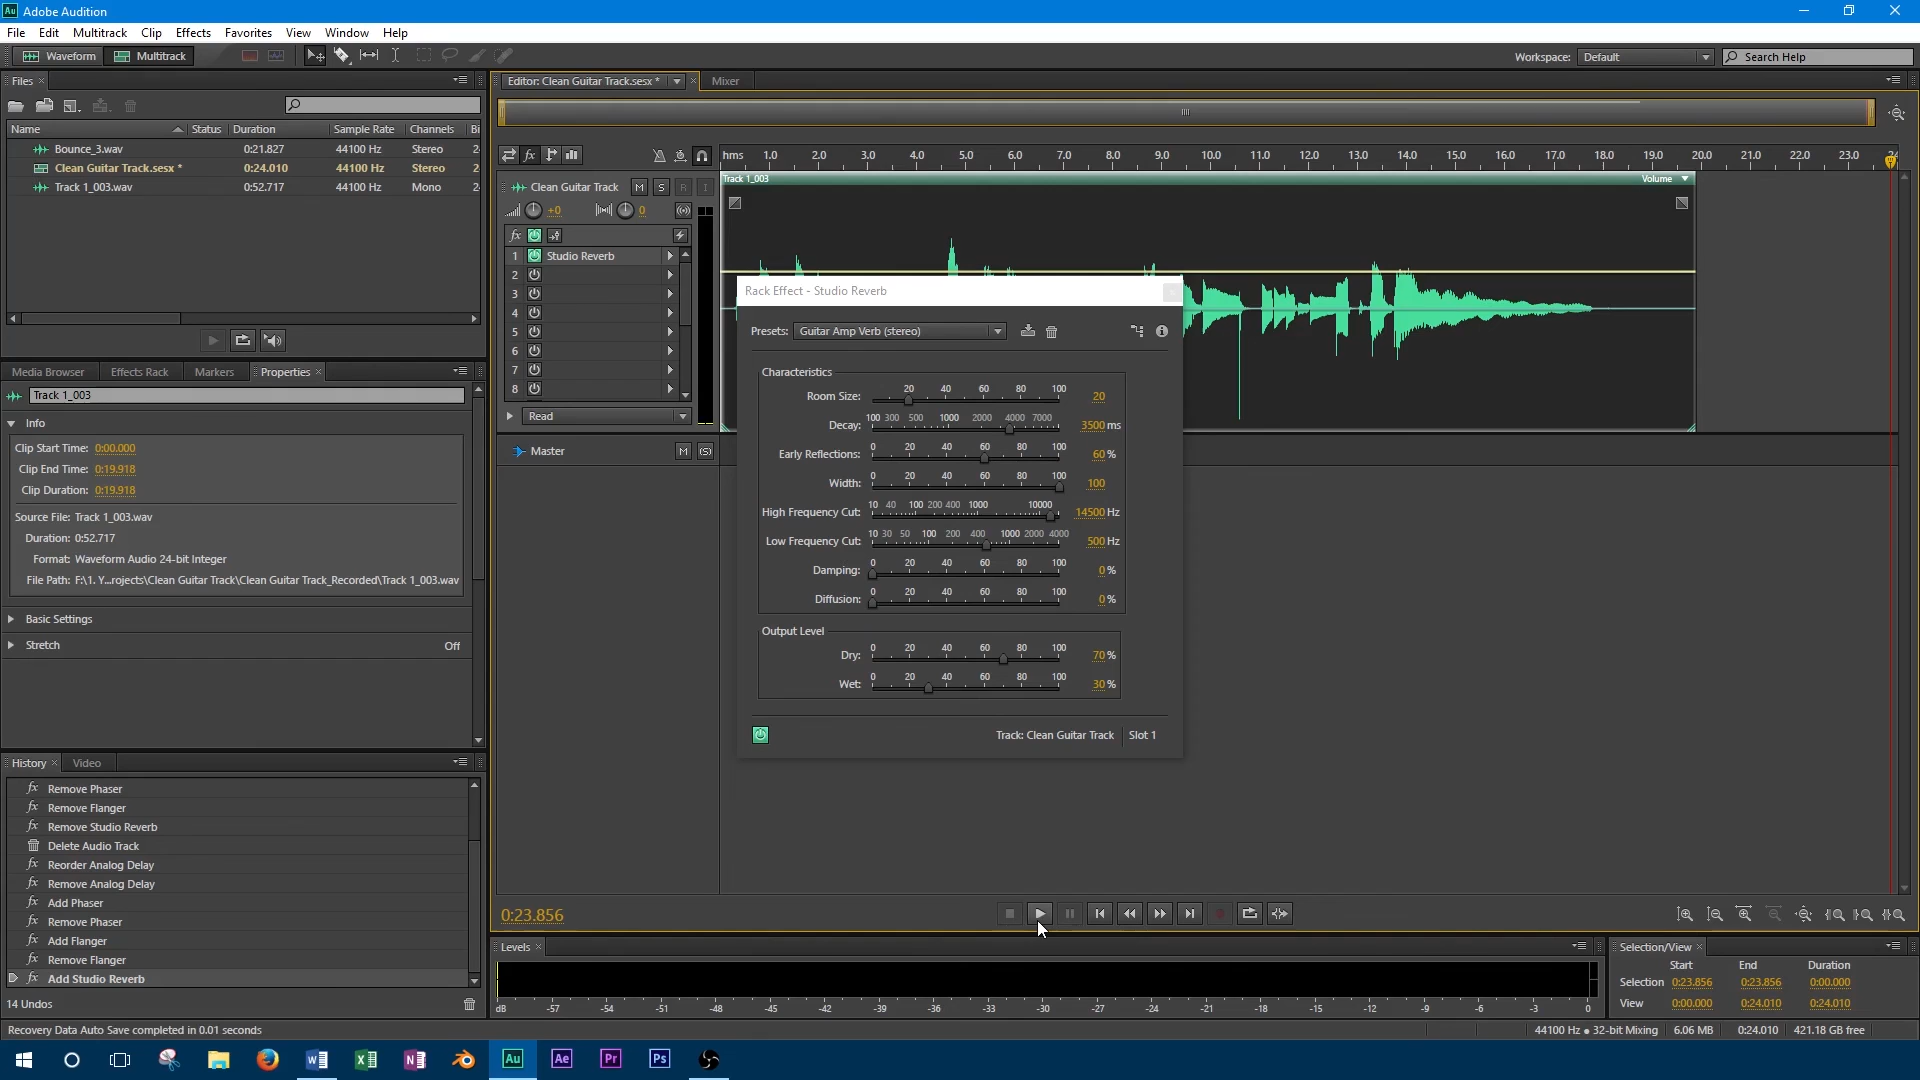 Au Adobe Audition
File Edit Multitrack Clip Effects Favorites View Window Help
Waveform Multitrack Workspace: Default Search Help
Files ×
Name Status Duration Sample Rate Channels Bi
Bounce_3.wav 0:21.827 44100 Hz Stereo 2
Clean Guitar Track.sesx * 0:24.010 44100 Hz Stereo 2
Track 1_003.wav 0:52.717 44100 Hz Mono 2
Media Browser Effects Rack Markers Properties ×
Track 1_003
Info
Clip Start Time: 0:00.000
Clip End Time: 0:19.918
Clip Duration: 0:19.918
Source File: Track 1_003.wav
Duration: 0:52.717
Format: Waveform Audio 24-bit Integer
File Path: F:\1. Y...rojects\Clean Guitar Track\Clean Guitar Track_Recorded\Track 1_003.wav
Basic Settings
Stretch Off
History × Video
fx Remove Phaser
fx Remove Flanger
fx Remove Studio Reverb
Delete Audio Track
fx Reorder Analog Delay
fx Remove Analog Delay
fx Add Phaser
fx Remove Phaser
fx Add Flanger
fx Remove Flanger
fx Add Studio Reverb
14 Undos
Recovery Data Auto Save completed in 0.01 seconds
Editor: Clean Guitar Track.sesx * × Mixer
fx
hms 1.0 2.0 3.0 4.0 5.0 6.0 7.0 8.0 9.0 10.0 11.0 12.0 13.0 14.0 15.0 16.0 17.0 18.0 19.0 20.0 21.0 22.0 23.0 24
Track 1_003 Volume
Clean Guitar Track M S R I
+0 0
fx
1 Studio Reverb
2
3
4
5
6
7
8
Read
Master M (S)
Rack Effect - Studio Reverb
Presets: Guitar Amp Verb (stereo)
Characteristics
20 40 60 80 100
Room Size: 20
100 300 500 1000 2000 4000 7000
Decay: 3500 ms
0 20 40 60 80 100
Early Reflections: 60 %
0 20 40 60 80 100
Width: 100
10 40 100 200 400 1000 10000
High Frequency Cut: 14500 Hz
10 30 50 100 200 400 1000 2000 4000
Low Frequency Cut: 500 Hz
0 20 40 60 80 100
Damping: 0 %
0 20 40 60 80 100
Diffusion: 0 %
Output Level
0 20 40 60 80 100
Dry: 70 %
0 20 40 60 80 100
Wet: 30 %
Track: Clean Guitar Track Slot 1
0:23.856
Levels ×
dB -57 -54 -51 -48 -45 -42 -39 -36 -33 -30 -27 -24 -21 -18 -15 -12 -9 -6 -3 0
Selection/View ×
Start End Duration
Selection 0:23.856 0:23.856 0:00.000
View 0:00.000 0:24.010 0:24.010
44100 Hz ● 32-bit Mixing 6.06 MB 0:24.010 421.18 GB free
Au Ae Pr Ps